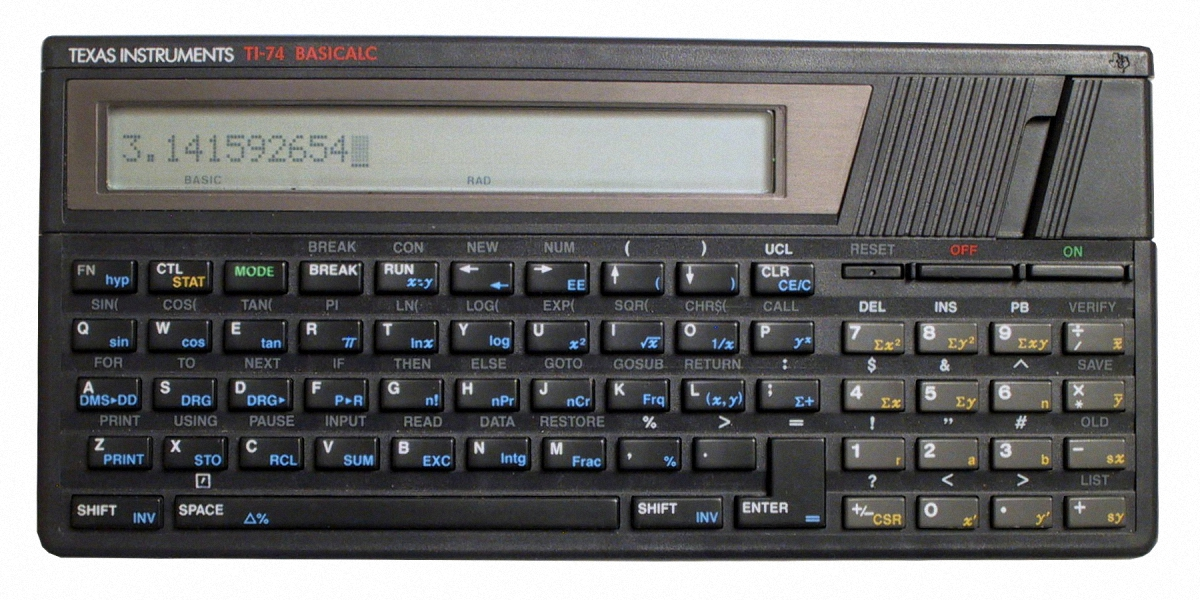 TEXAS INSTRUMENTS TI-74 BASICALC
3.141592654
BASIC RAD
BREAK CON NEW NUM ( ) UCL RESET OFF ON
FN hyp CTL STAT MODE BREAK RUN x≷y ← ← → EE ↑ ( ↓ ) CLR CE/C
SIN( COS( TAN( PI LN( LOG( EXP( SQR( CHR$( CALL DEL INS PB VERIFY
Q sin W cos E tan R π T lnx Y log U x² I √x O 1/x P yˣ 7 Σx² 8 Σy² 9 Σxy ÷ / x̄
FOR TO NEXT IF THEN ELSE GOTO GOSUB RETURN : $ & ^ SAVE
A DMS▸DD S DRG D DRG▸ F P▸R G n! H nPr J nCr K Frq L (x,y) ; Σ+ 4 Σx 5 Σy 6 n × * ȳ
PRINT USING PAUSE INPUT READ DATA RESTORE % > = ! " # OLD
Z PRINT X STO C RCL V SUM B EXC N Intg M Frac , % . 1 r 2 a 3 b − sx
? < > LIST
SHIFT INV SPACE Δ% SHIFT INV ENTER = +/− CSR 0 x′ . y′ + sy